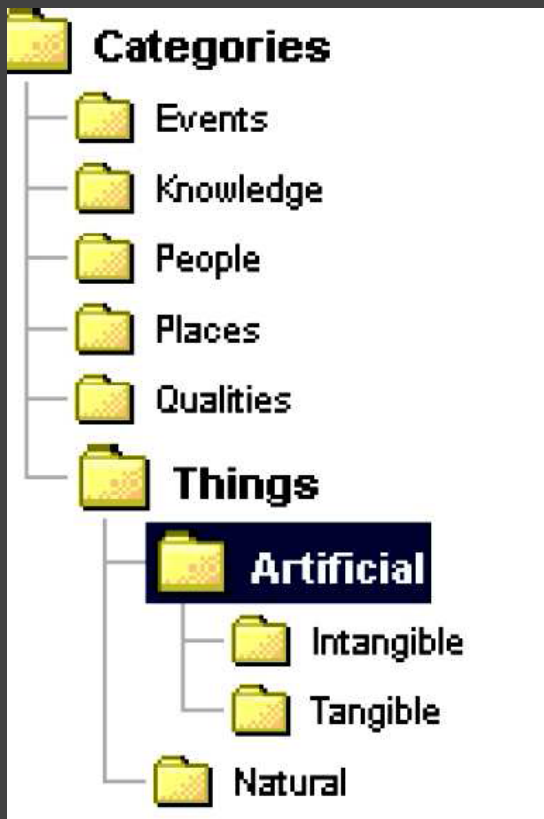 Categories
Events
Knowledge
People
Places
Qualities
Things
Artificial
Intangible
Tangible
Natural